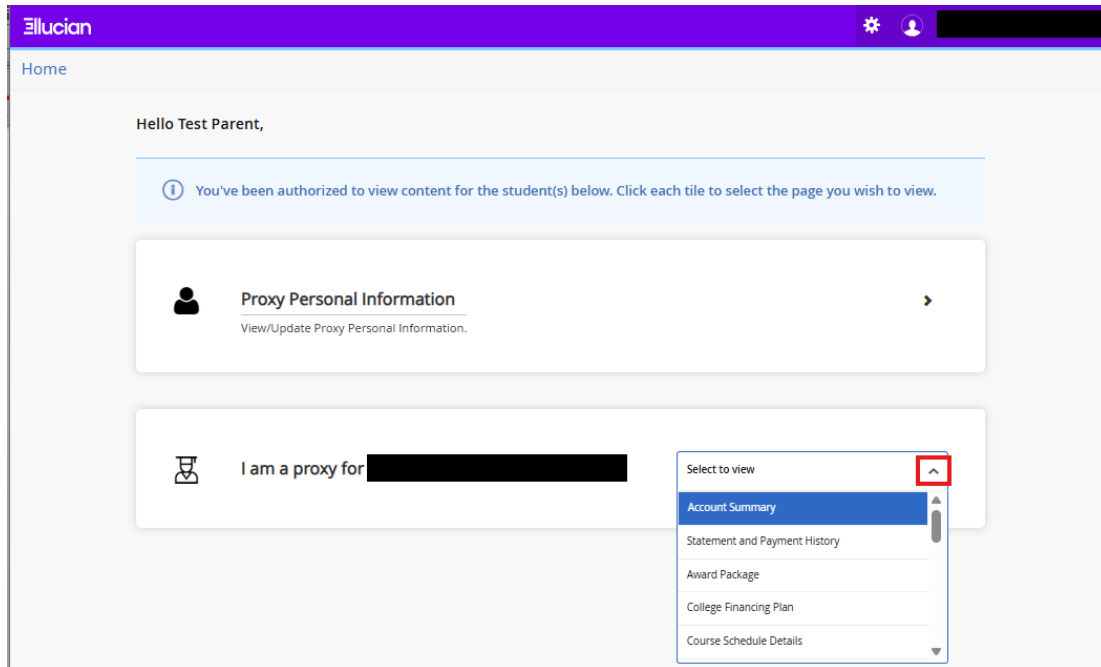 Ellucian
Home
Hello Test Parent,
You've been authorized to view content for the student(s) below. Click each tile to select the page you wish to view.
Proxy Personal Information
View/Update Proxy Personal Information.
I am a proxy for
Select to view
Account Summary
Statement and Payment History
Award Package
College Financing Plan
Course Schedule Details